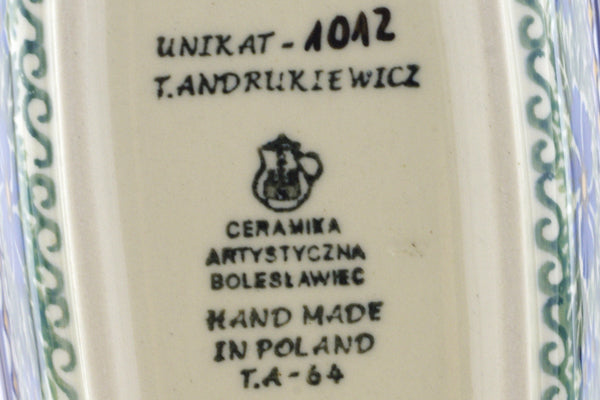 UNIKAT - 1012
T. ANDRUKIEWICZ
CERAMIKA
ARTYSTYCZNA
BOLESŁAWIEC
HAND MADE
IN POLAND
T.A - 64